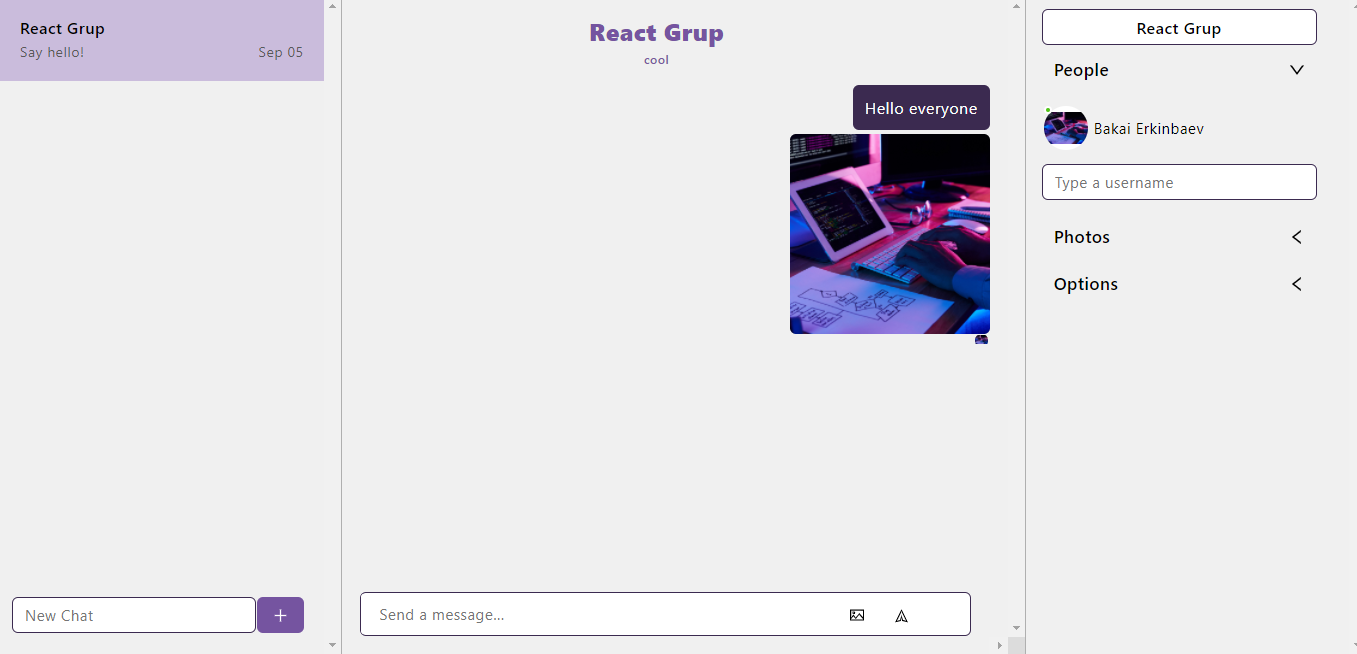 React Grup
Say hello!
Sep 05
New Chat
React Grup
cool
Hello everyone
Send a message...
React Grup
People
Bakai Erkinbaev
Type a username
Photos
Options